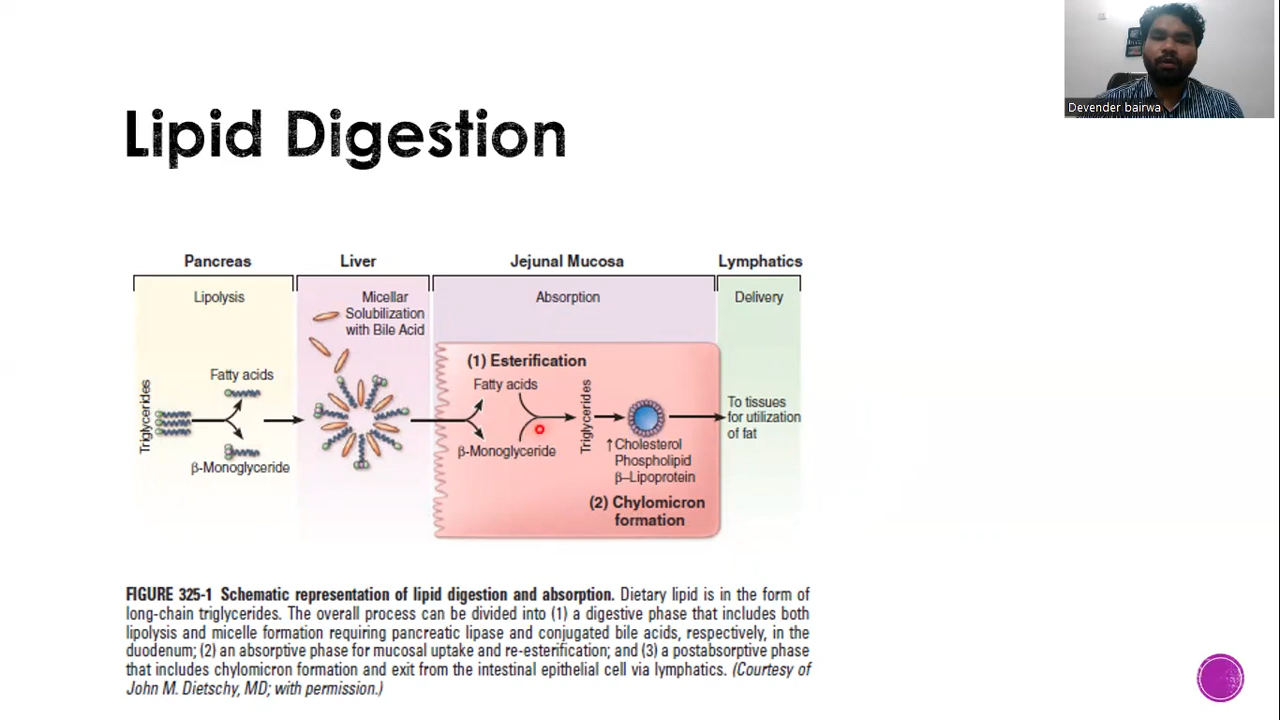 Devender bairwa
Lipid Digestion
Pancreas
Liver
Jejunal Mucosa
Lymphatics
Lipolysis
Micellar
Solubilization
with Bile Acid
Absorption
Delivery
Triglycerides
Fatty acids
β-Monoglyceride
(1) Esterification
Fatty acids
β-Monoglyceride
Triglycerides
↑Cholesterol
Phospholipid
β–Lipoprotein
(2) Chylomicron
formation
To tissues
for utilization
of fat
FIGURE 325-1 Schematic representation of lipid digestion and absorption. Dietary lipid is in the form of
long-chain triglycerides. The overall process can be divided into (1) a digestive phase that includes both
lipolysis and micelle formation requiring pancreatic lipase and conjugated bile acids, respectively, in the
duodenum; (2) an absorptive phase for mucosal uptake and re-esterification; and (3) a postabsorptive phase
that includes chylomicron formation and exit from the intestinal epithelial cell via lymphatics. (Courtesy of
John M. Dietschy, MD; with permission.)